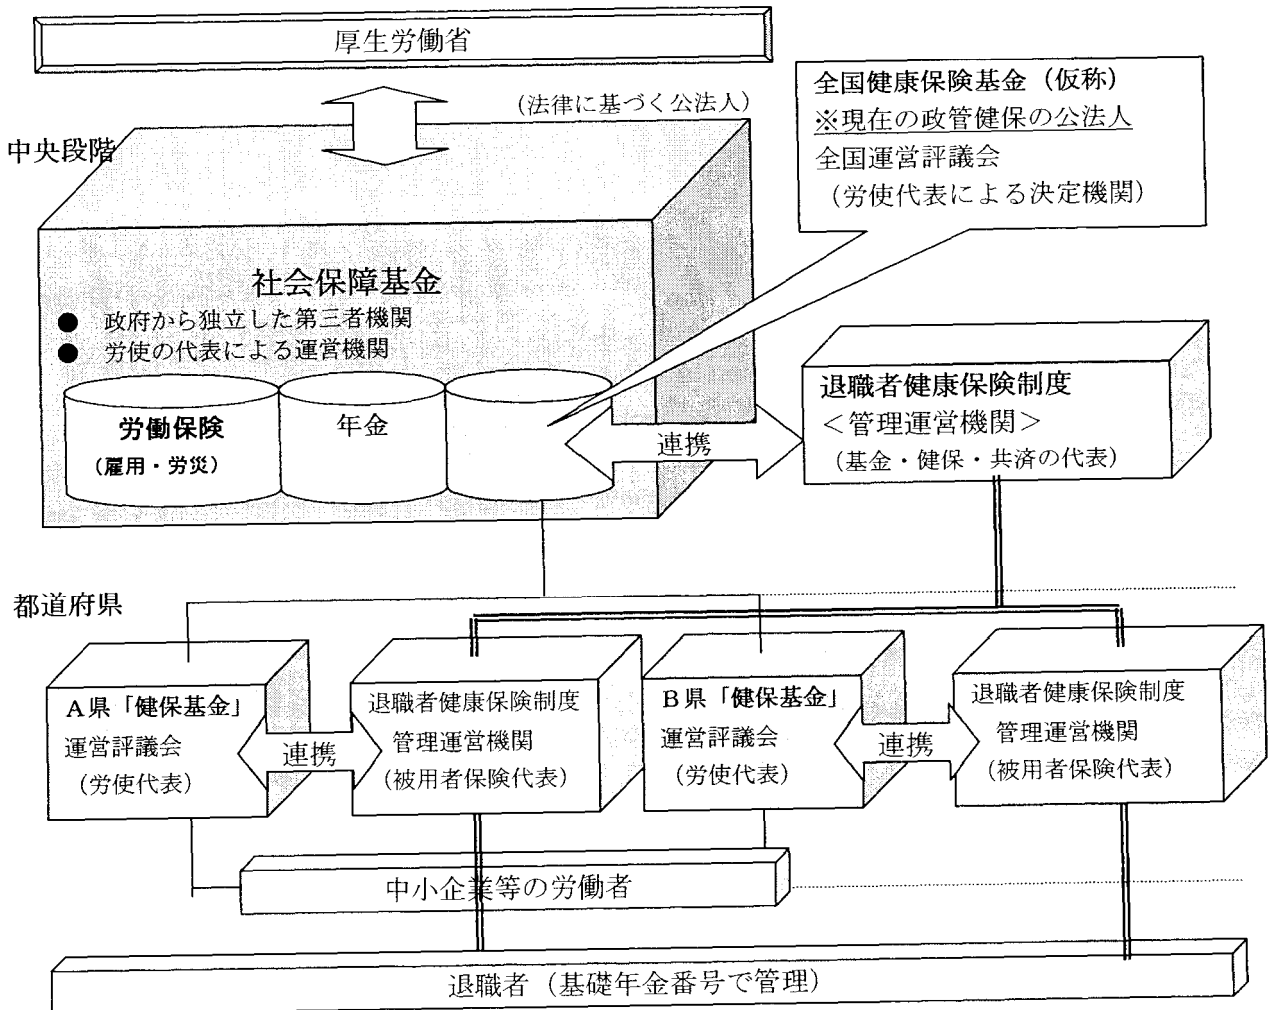 厚生労働省
(法律に基づく公法人)
中央段階
全国健康保険基金（仮称）
※現在の政管健保の公法人
全国運営評議会
（労使代表による決定機関）
社会保障基金
● 政府から独立した第三者機関
● 労使の代表による運営機関
労働保険
（雇用・労災）
年金
連携
退職者健康保険制度
＜管理運営機関＞
（基金・健保・共済の代表）
都道府県
A県「健保基金」
運営評議会
（労使代表）
連携
退職者健康保険制度
管理運営機関
（被用者保険代表）
B県「健保基金」
運営評議会
（労使代表）
連携
退職者健康保険制度
管理運営機関
（被用者保険代表）
中小企業等の労働者
退職者（基礎年金番号で管理）